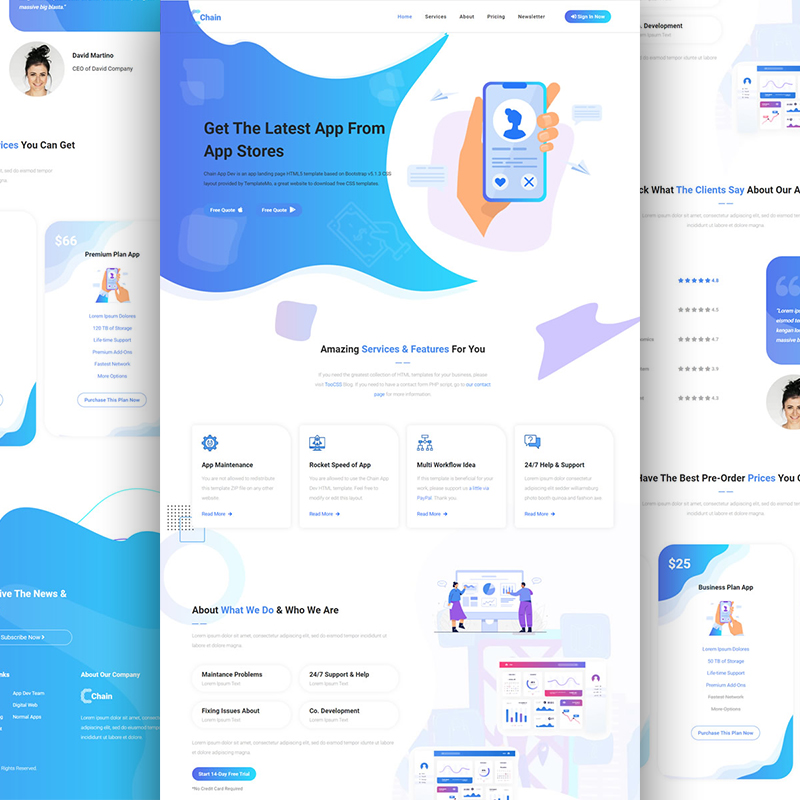 massive big blasts."
David Martino
CEO of David Company
ices You Can Get
$66
Premium Plan App
Lorem Ipsum Dolores
120 TB of Storage
Life-time Support
Premium Add-Ons
Fastest Network
More Options
Purchase This Plan Now
ive The News &
Subscribe Now
nks
App Dev Team
Digital Web
Normal Apps
About Our Company
Chain
Lorem ipsum dolor sit amet,
consectetur adipiscing elit, sed do
eiusmod tempor incididunt
Rights Reserved.
Chain
Home
Services
About
Pricing
Newsletter
Sign In Now
Get The Latest App From
App Stores
Chain App Dev is an app landing page HTML5 template based on Bootstrap v5.1.3 CSS
layout provided by TemplateMo, a great website to download free CSS templates.
Free Quote
Free Quote
Amazing Services & Features For You
If you need the greatest collection of HTML templates for your business, please
visit TooCSS Blog. If you need to have a contact form PHP script, go to our contact
page for more information.
App Maintenance
You are not allowed to redistribute
this template ZIP file on any other
website.
Read More
Rocket Speed of App
You are allowed to use the Chain App
Dev HTML template. Feel free to
modify or edit this layout.
Read More
Multi Workflow Idea
If this template is beneficial for your
work, please support us a little via
PayPal. Thank you.
Read More
24/7 Help & Support
Lorem ipsum dolor consectetur
adipiscing elit sedder williamsburg
photo booth quinoa and fashion axe.
Read More
About What We Do & Who We Are
Lorem ipsum dolor sit amet, consectetur adipiscing elit, sed do eiusmod tempor incididunt ut
labore et dolore magna aliqua.
Maintance Problems
Lorem Ipsum Text
24/7 Support & Help
Lorem Ipsum Text
Fixing Issues About
Lorem Ipsum Text
Co. Development
Lorem Ipsum Text
Lorem ipsum dolor sit amet, consectetur adipiscing elit, sed do eiusmod tempor incididunt ut labore
et dolore magna aliqua.
Start 14-Day Free Trial
*No Credit Card Required
. Development
rem Ipsum Text
ck What The Clients Say About Our A
Lorem ipsum dolor sit amet, consectetur adipiscing elit, sed do eismod tempor
incididunt ut labore et dolore magna.
4.8
4.5
4.7
3.9
4.3
"Lorem ip
eismod te
kengan lo
massive b
Have The Best Pre-Order Prices You C
Lorem ipsum dolor sit amet, consectetur adipiscing elit, sed do eismod tempor
incididunt ut labore et dolore magna.
$25
Business Plan App
Lorem Ipsum Dolores
50 TB of Storage
Life-time Support
Premium Add-Ons
Fastest Network
More Options
Purchase This Plan Now